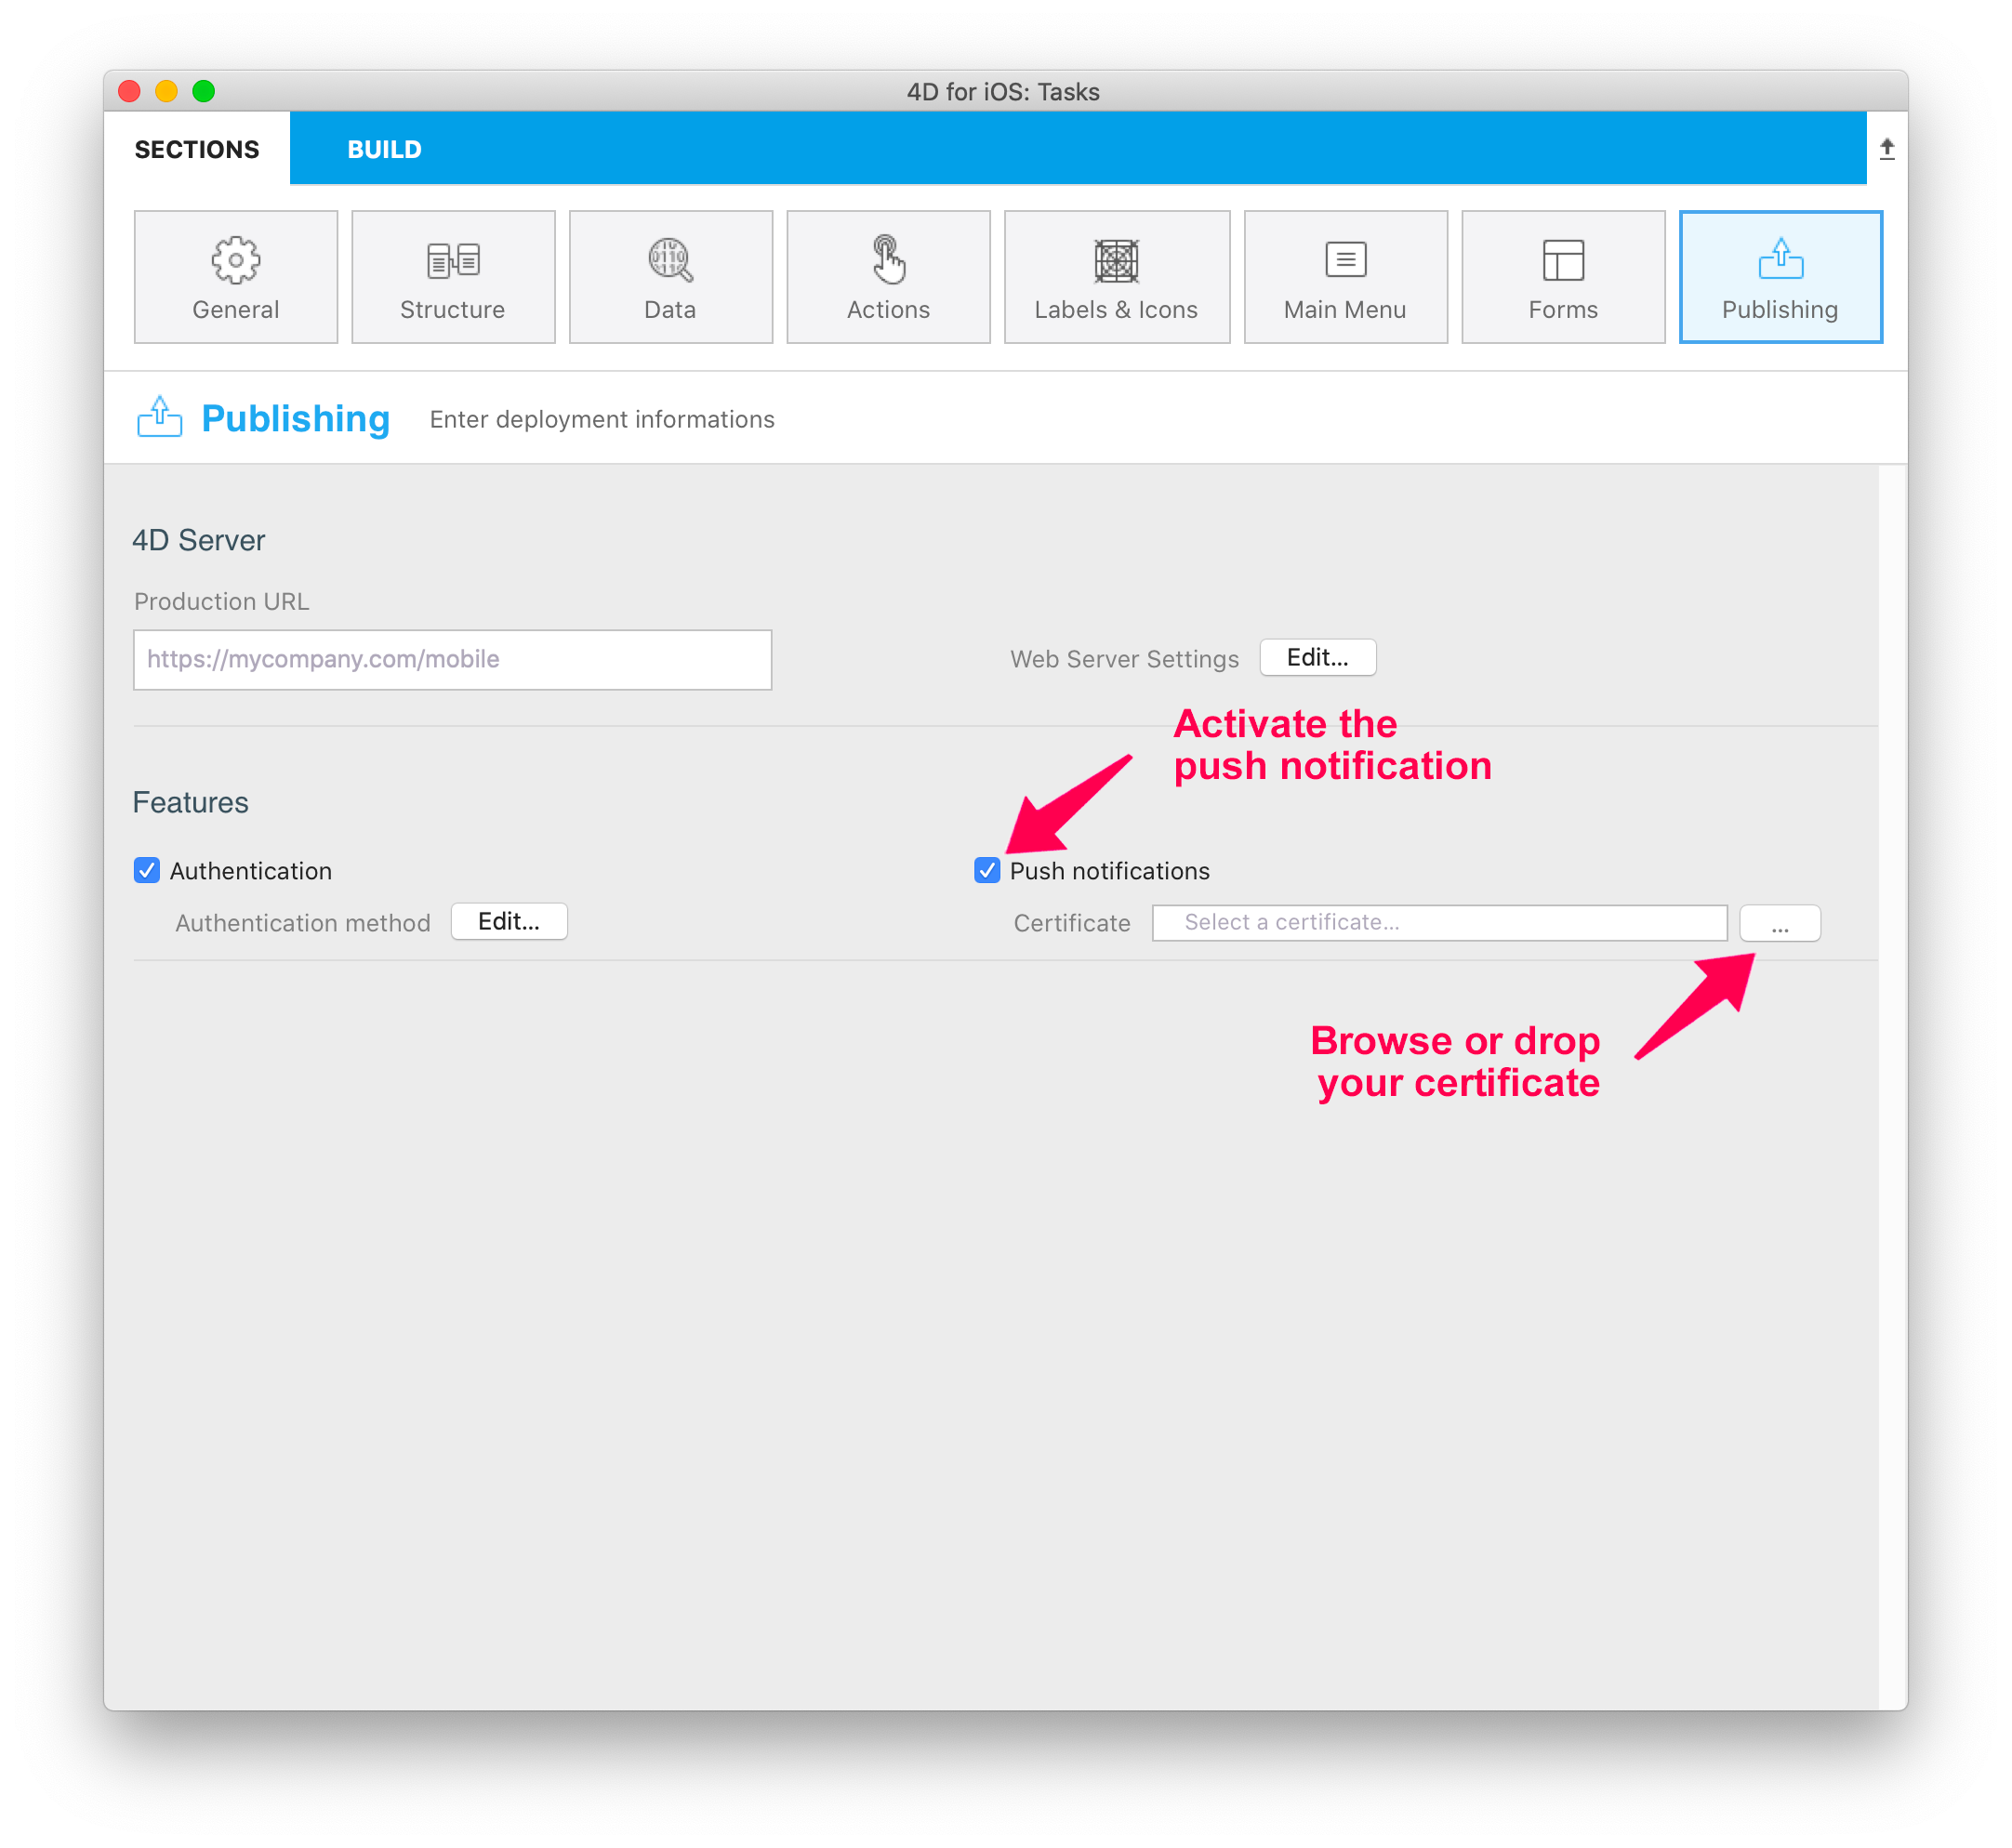 4D for iOS: Tasks
SECTIONS BUILD
General Structure Data Actions Labels & Icons Main Menu Forms Publishing
Publishing Enter deployment informations
4D Server
Production URL
https://mycompany.com/mobile
Web Server Settings Edit...
Activate the
push notification
Features
Authentication
Push notifications
Authentication method Edit...
Certificate Select a certificate... ...
Browse or drop
your certificate